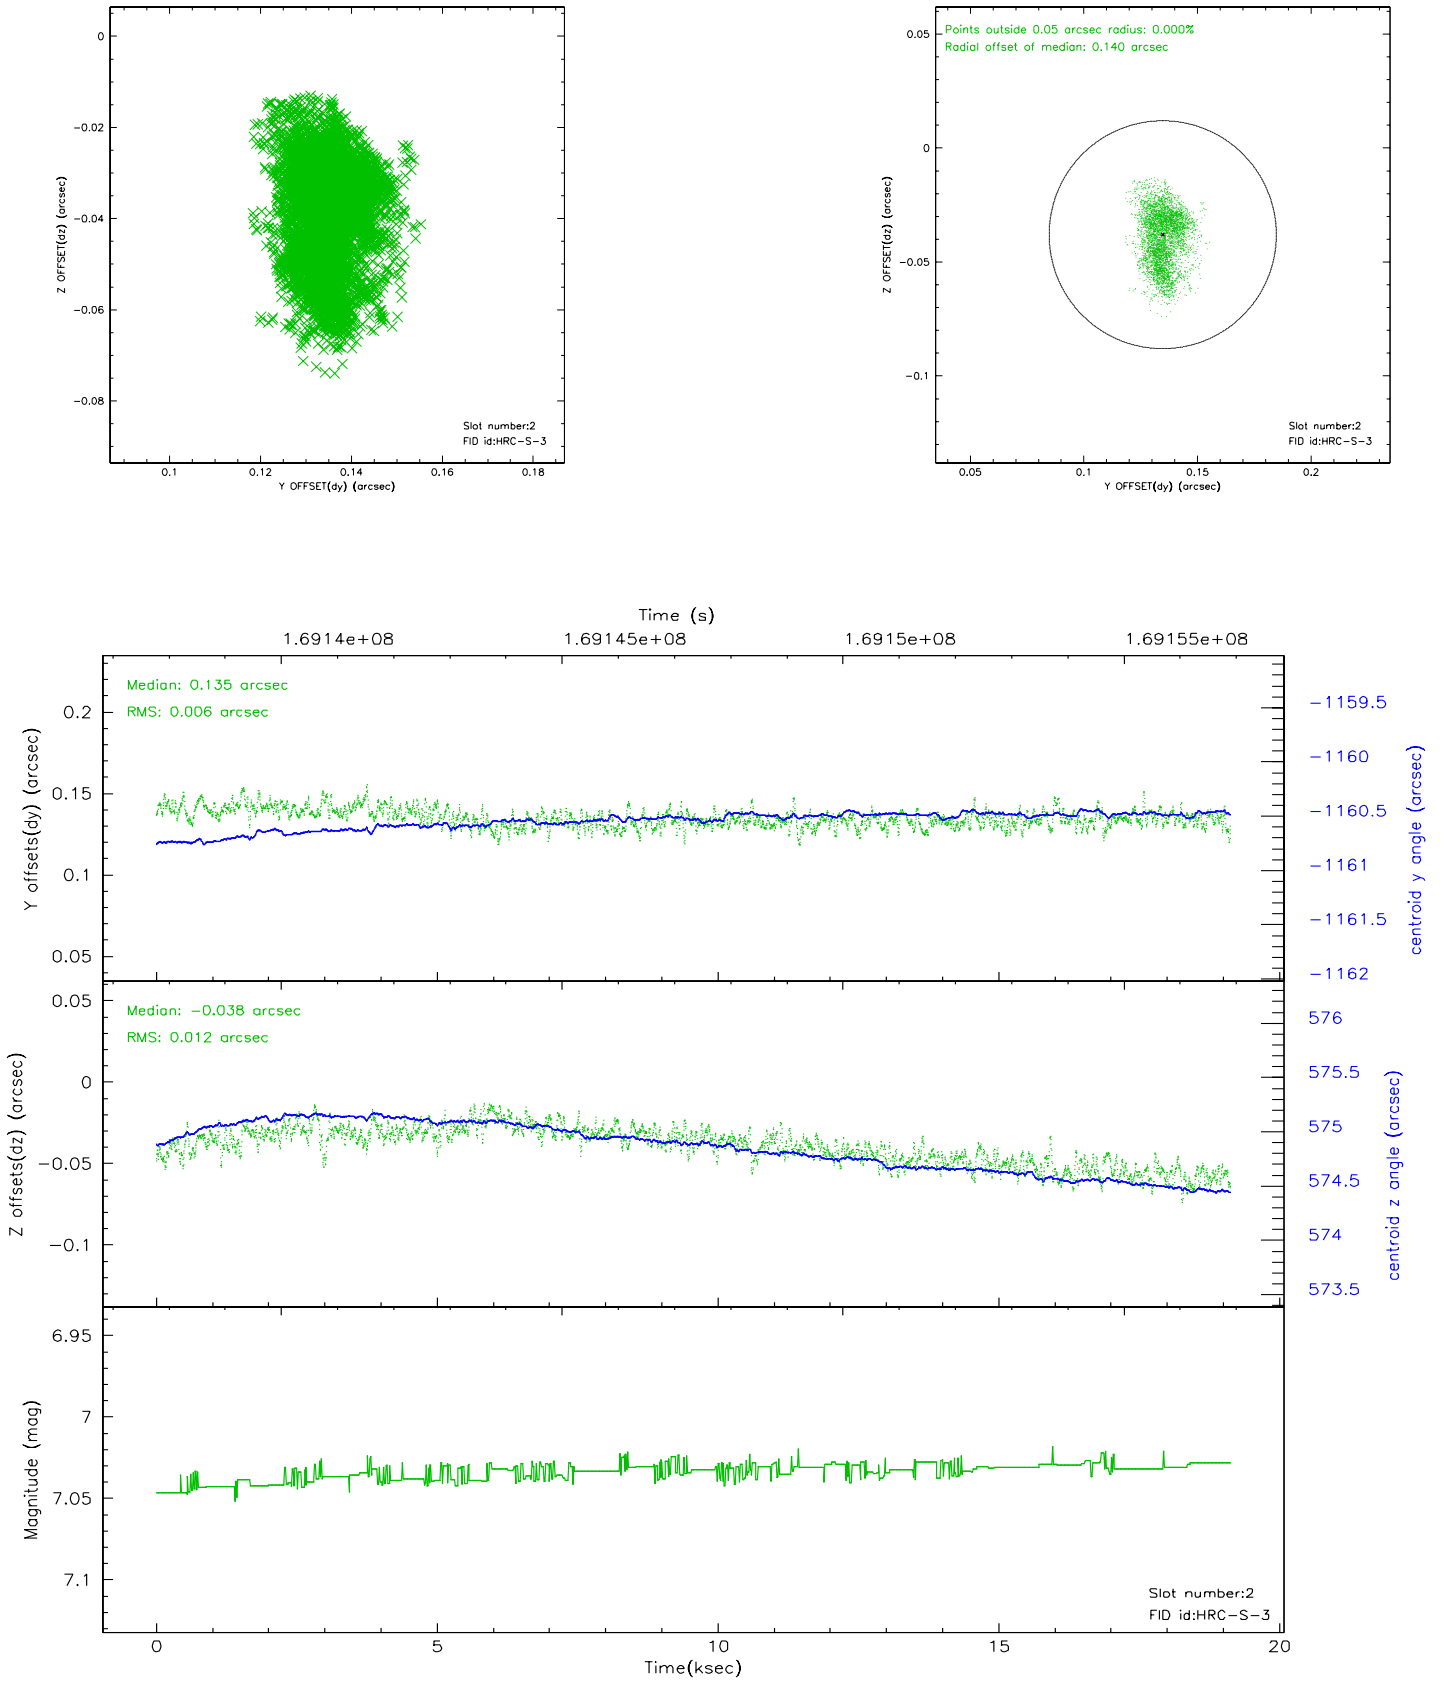 0
-0.02
-0.04
-0.06
-0.08
Z OFFSET(dz) (arcsec)
Slot number:2
FID id:HRC-S-3
0.1 0.12 0.14 0.16 0.18
Y OFFSET(dy) (arcsec)
Points outside 0.05 arcsec radius: 0.000%
Radial offset of median: 0.140 arcsec
0.05
0
-0.05
-0.1
Z OFFSET(dz) (arcsec)
Slot number:2
FID id:HRC-S-3
0.05 0.1 0.15 0.2
Y OFFSET(dy) (arcsec)
Time (s)
1.6914e+08 1.69145e+08 1.6915e+08 1.69155e+08
Median: 0.135 arcsec
RMS: 0.006 arcsec
0.2
0.15
0.1
0.05
Y offsets(dy) (arcsec)
-1159.5
-1160
-1160.5
-1161
-1161.5
-1162
centroid y angle (arcsec)
Median: -0.038 arcsec
RMS: 0.012 arcsec
0.05
0
-0.05
-0.1
Z offsets(dz) (arcsec)
576
575.5
575
574.5
574
573.5
centroid z angle (arcsec)
6.95
7
7.05
7.1
Magnitude (mag)
Slot number:2
FID id:HRC-S-3
0 5 10 15 20
Time(ksec)